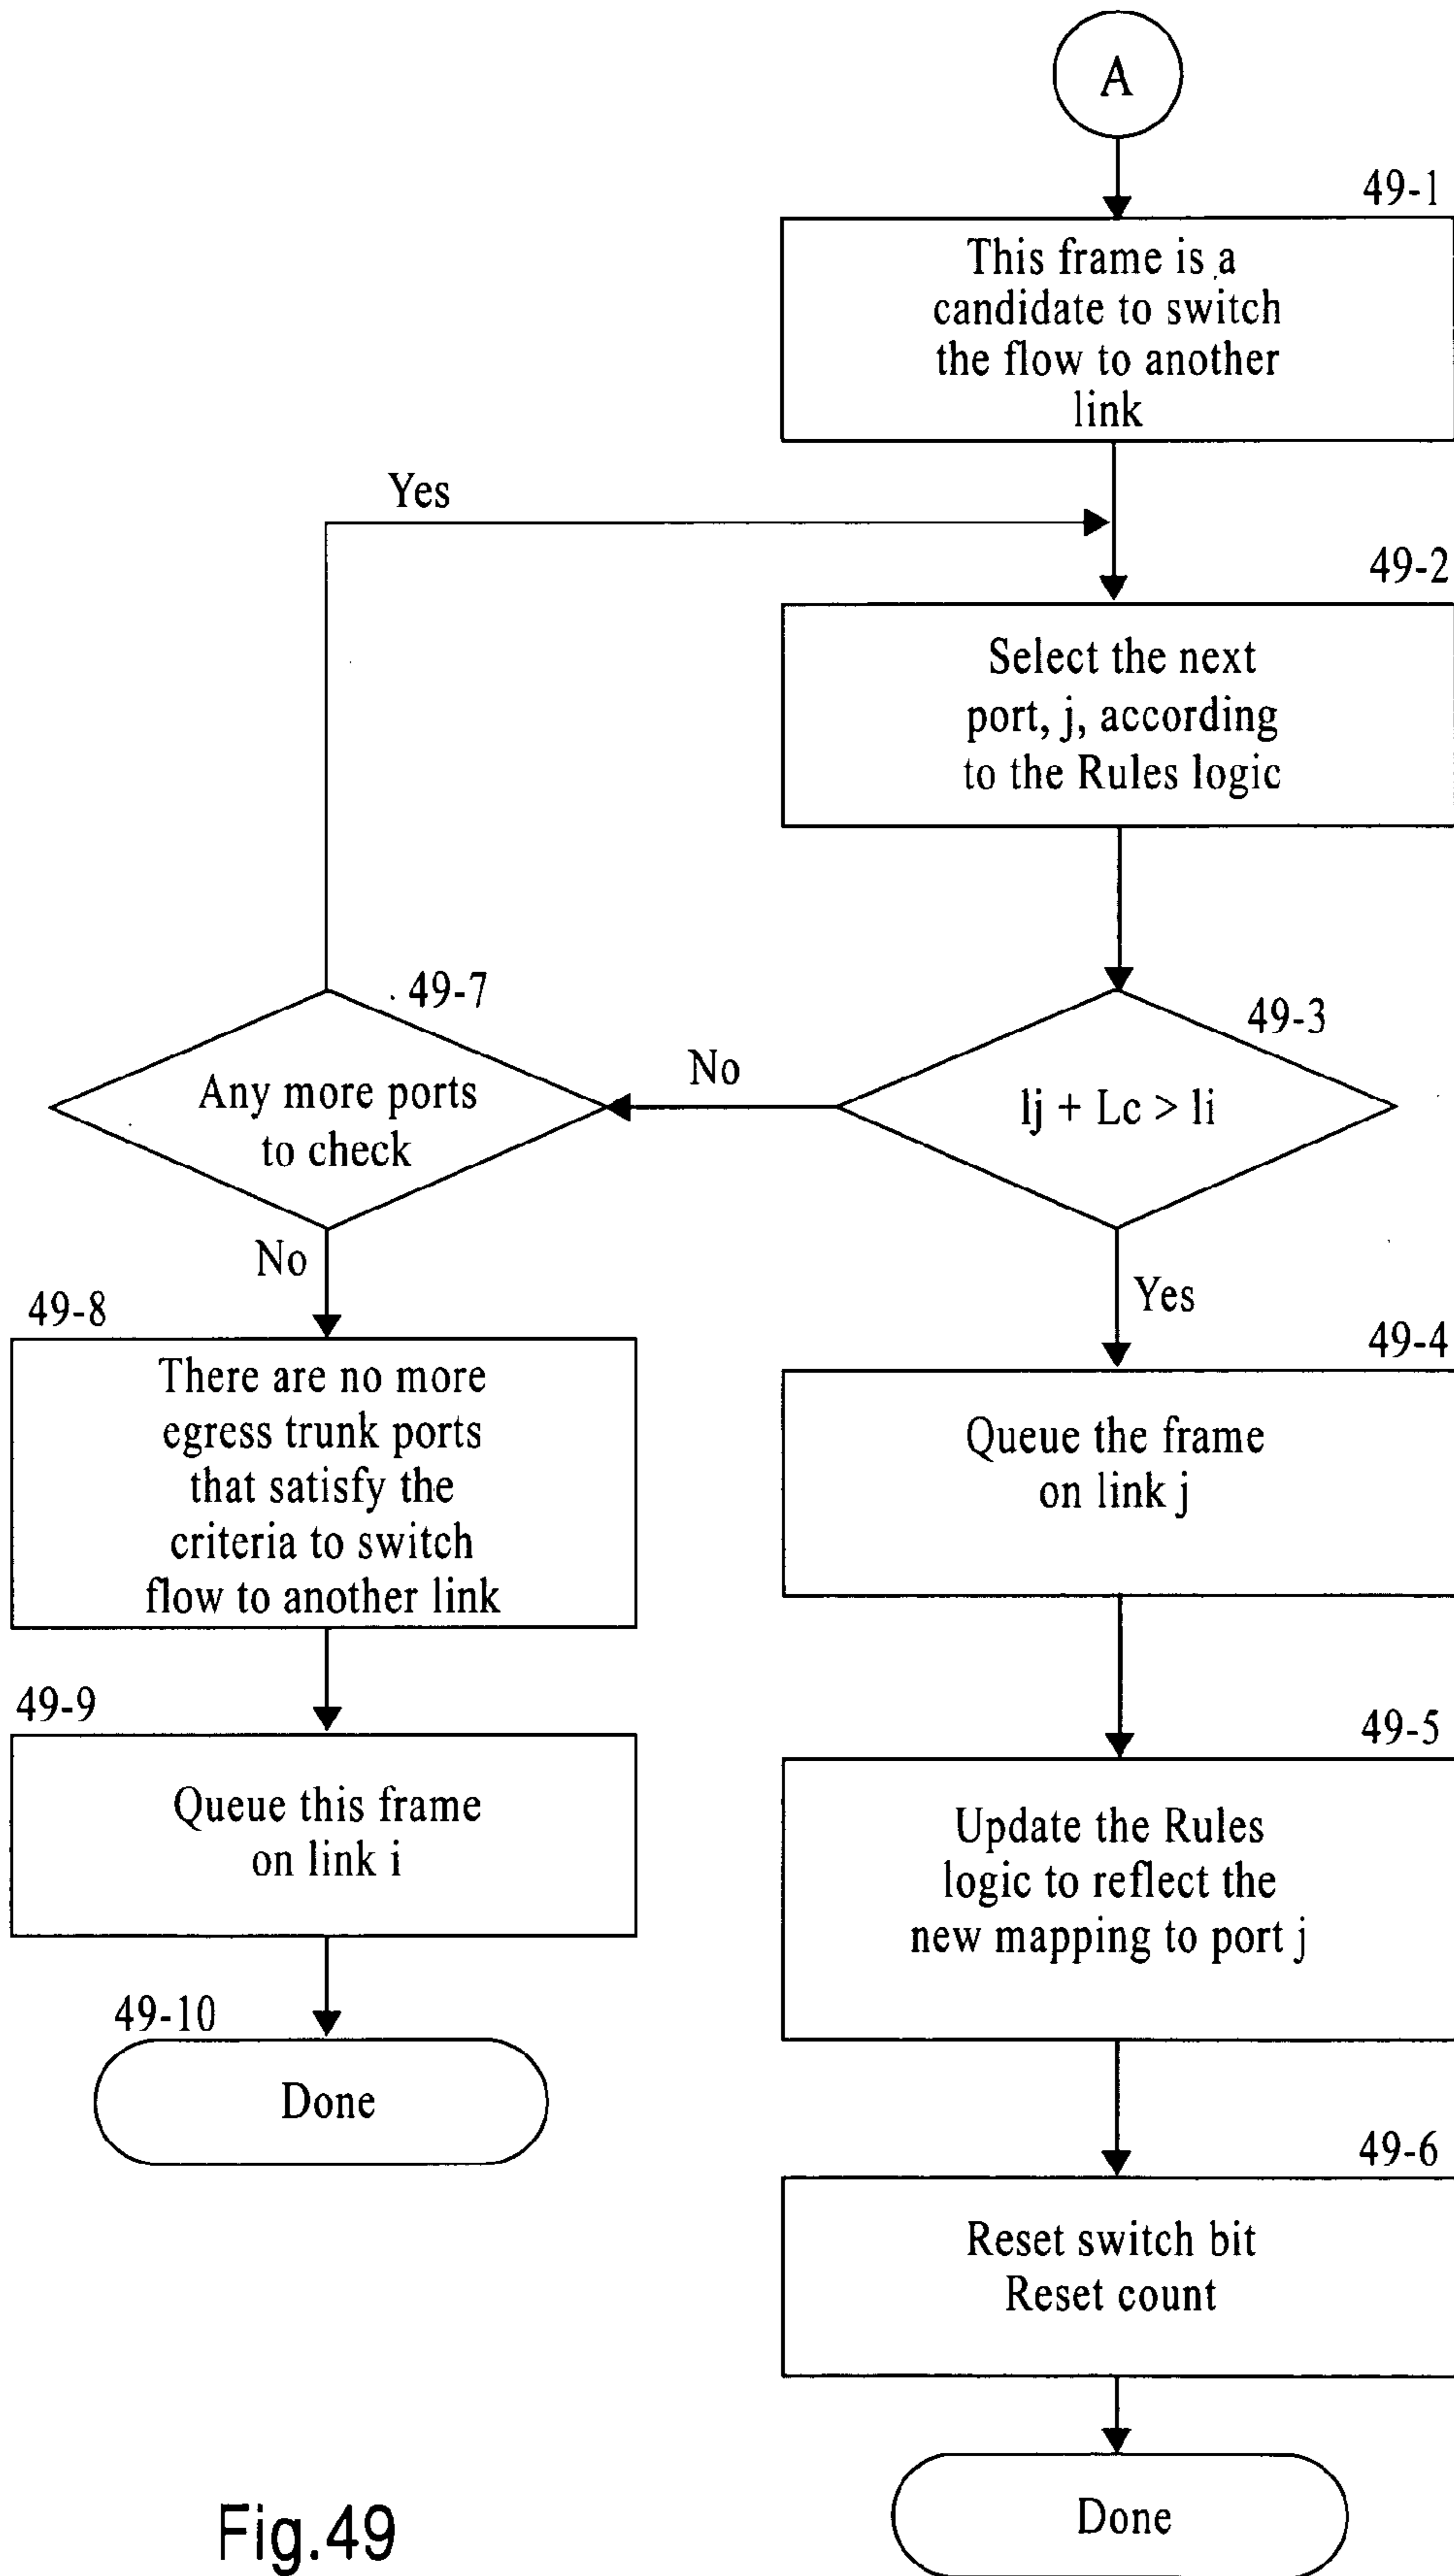 A
49-1
This frame is a
candidate to switch
the flow to another
link
Yes
49-2
Select the next
port, j, according
to the Rules logic
49-7
Any more ports
to check
No
49-3
lj + Lc > li
No
Yes
49-8
There are no more
egress trunk ports
that satisfy the
criteria to switch
flow to another link
49-4
Queue the frame
on link j
49-9
Queue this frame
on link i
49-5
Update the Rules
logic to reflect the
new mapping to port j
49-10
Done
49-6
Reset switch bit
Reset count
Done
Fig.49